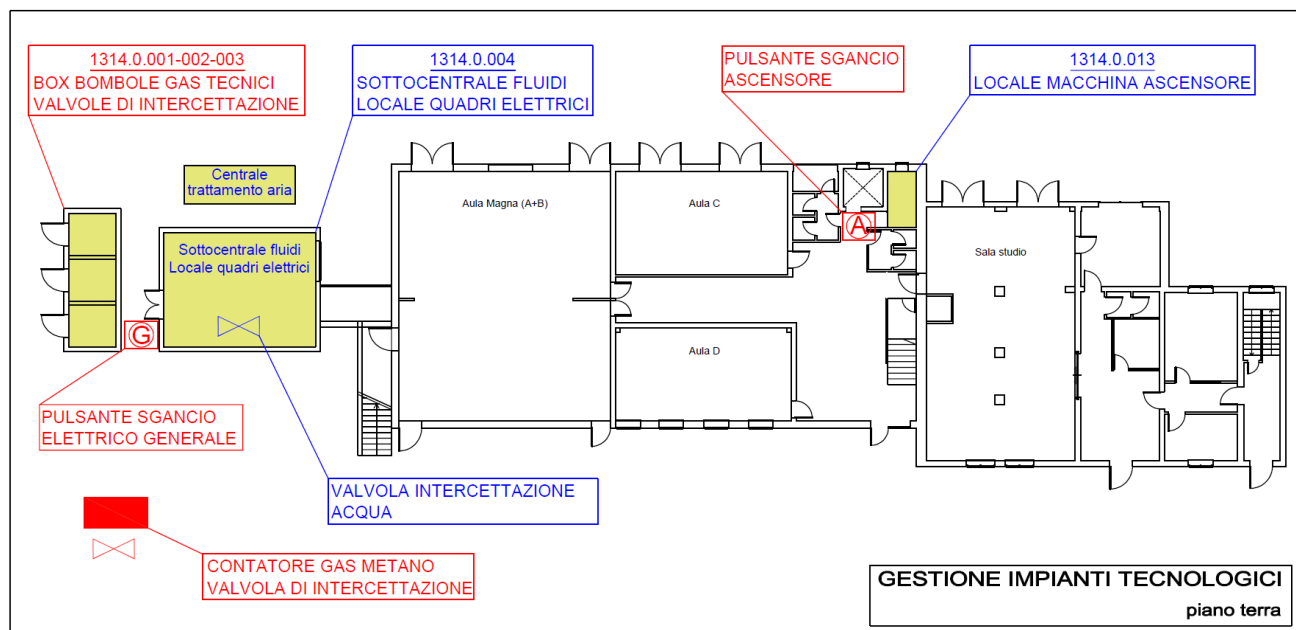 1314.0.001-002-003
BOX BOMBOLE GAS TECNICI
VALVOLE DI INTERCETTAZIONE
1314.0.004
SOTTOCENTRALE FLUIDI
LOCALE QUADRI ELETTRICI
PULSANTE SGANCIO
ASCENSORE
1314.0.013
LOCALE MACCHINA ASCENSORE
Centrale
trattamento aria
Sottocentrale fluidi
Locale quadri elettrici
Aula Magna (A+B)
Aula C
A
Sala studio
G
Aula D
PULSANTE SGANCIO
ELETTRICO GENERALE
VALVOLA INTERCETTAZIONE
ACQUA
CONTATORE GAS METANO
VALVOLA DI INTERCETTAZIONE
GESTIONE IMPIANTI TECNOLOGICI
piano terra